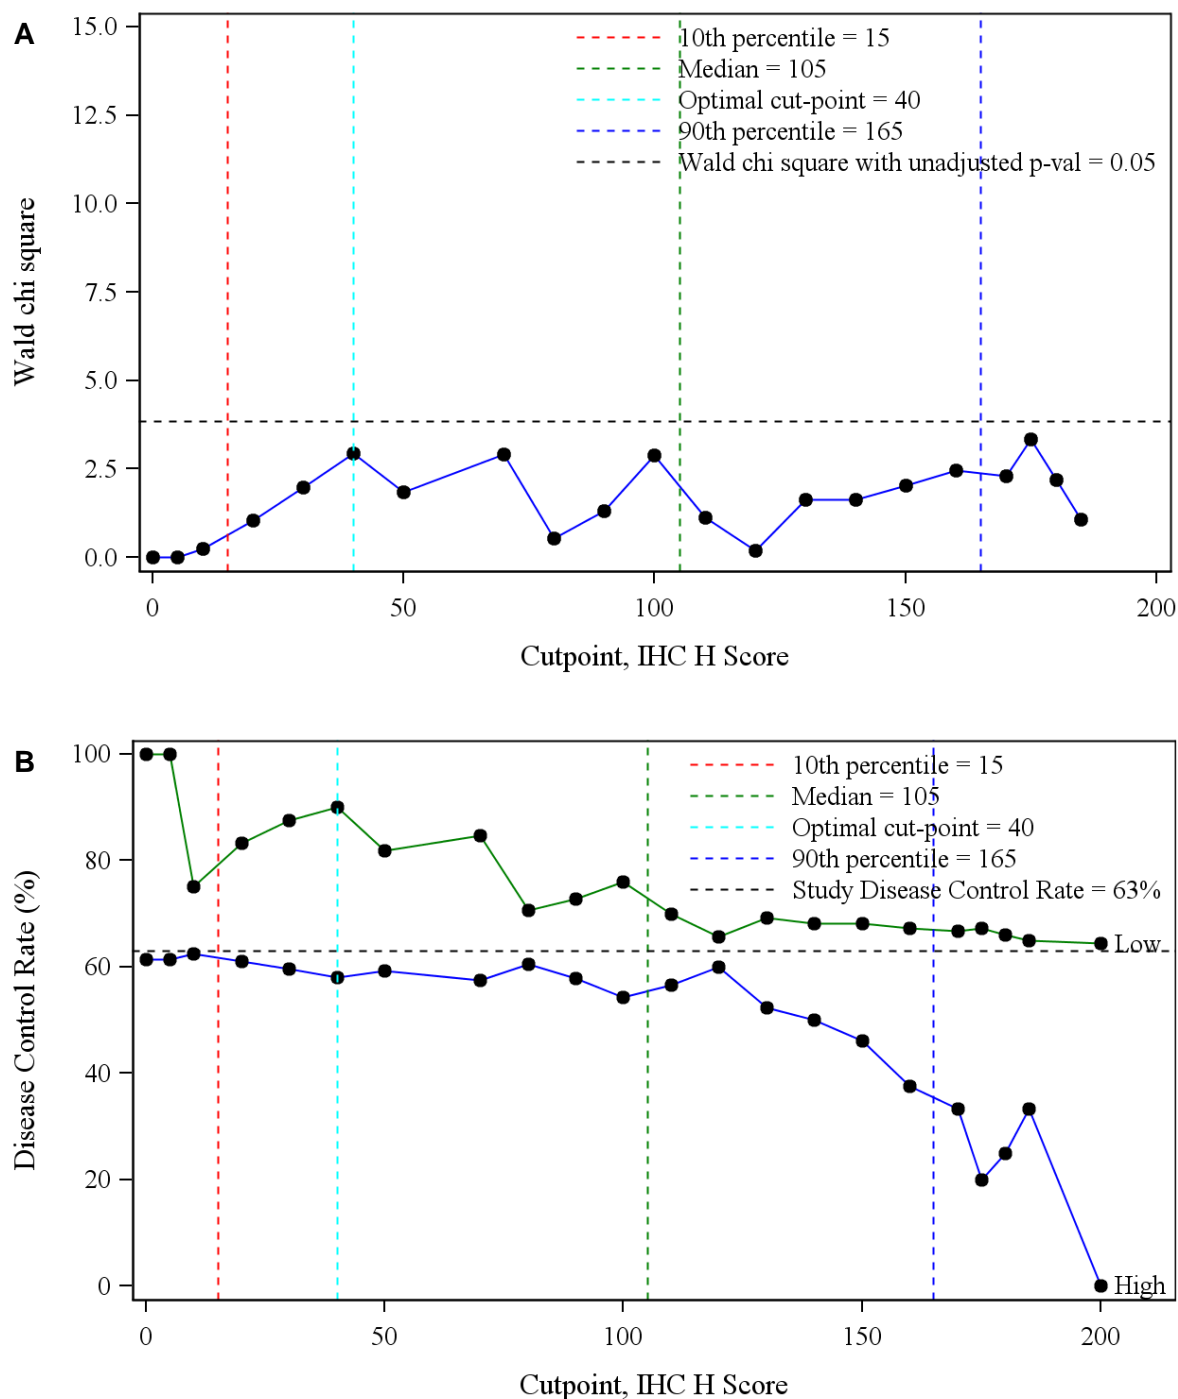 A
15.0
12.5
10.0
7.5
5.0
2.5
0.0
Wald chi square
10th percentile = 15
Median = 105
Optimal cut-point = 40
90th percentile = 165
Wald chi square with unadjusted p-val = 0.05
0 50 100 150 200
Cutpoint, IHC H Score
B
100
80
60
40
20
0
Disease Control Rate (%)
10th percentile = 15
Median = 105
Optimal cut-point = 40
90th percentile = 165
Study Disease Control Rate = 63%
Low
High
0 50 100 150 200
Cutpoint, IHC H Score